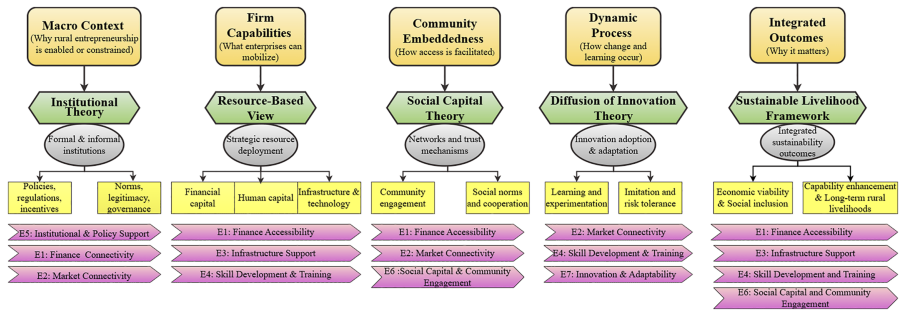 Macro Context
(Why rural entrepreneurship
is enabled or constrained)
Institutional
Theory
Formal & informal
institutions
Policies,
regulations,
incentives
Norms,
legitimacy,
governance
E5: Institutional & Policy Support
E1: Finance  Connectivity
E2: Market Connectivity
Firm
Capabilities
(What enterprises can
mobilize)
Resource-Based
View
Strategic resource
deployment
Financial
capital
Human capital
Infrastructure &
technology
E1: Finance Accessibility
E3: Infrastructure Support
E4: Skill Development & Training
Community
Embeddedness
(How access is facilitated)
Social Capital
Theory
Networks and trust
mechanisms
Community
engagement
Social norms
and cooperation
E1: Finance Accessibility
E2: Market Connectivity
E6 :Social Capital & Community
Engagement
Dynamic
Process
(How change and
learning occur)
Diffusion of Innovation
Theory
Innovation adoption
& adaptation
Learning and
experimentation
Imitation and
risk tolerance
E2: Market Connectivity
E4: Skill Development & Training
E7: Innovation & Adaptability
Integrated
Outcomes
(Why it matters)
Sustainable Livelihood
Framework
Integrated
sustainability
outcomes
Economic viability
& Social inclusion
Capability enhancement
& Long-term rural
livelihoods
E1: Finance Accessibility
E3: Infrastructure Support
E4: Skill Development and Training
E6: Social Capital and Community
Engagement